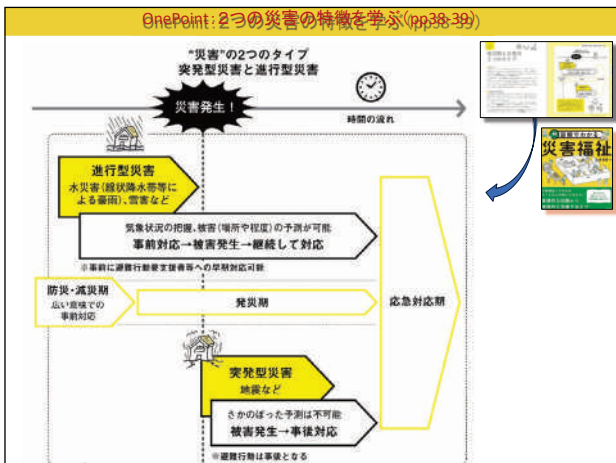 OnePoint：2つの災害の特徴を学ぶ(pp38-39)
“災害”の2つのタイプ
突発型災害と進行型災害
災害発生！
時間の流れ
進行型災害
水災害(線状降水帯等
による豪雨)、雪害など
気象状況の把握、被害(場所や程度)の予測が可能
事前対応→被害発生→継続して対応
※事前に避難行動要支援者等への早期対応可能
防災・減災期
広い意味での
事前対応
発災期
応急対応期
突発型災害
地震など
さかのぼった予測は不可能
被害発生→事後対応
※避難行動は事後となる
図解でわかる
災害福祉